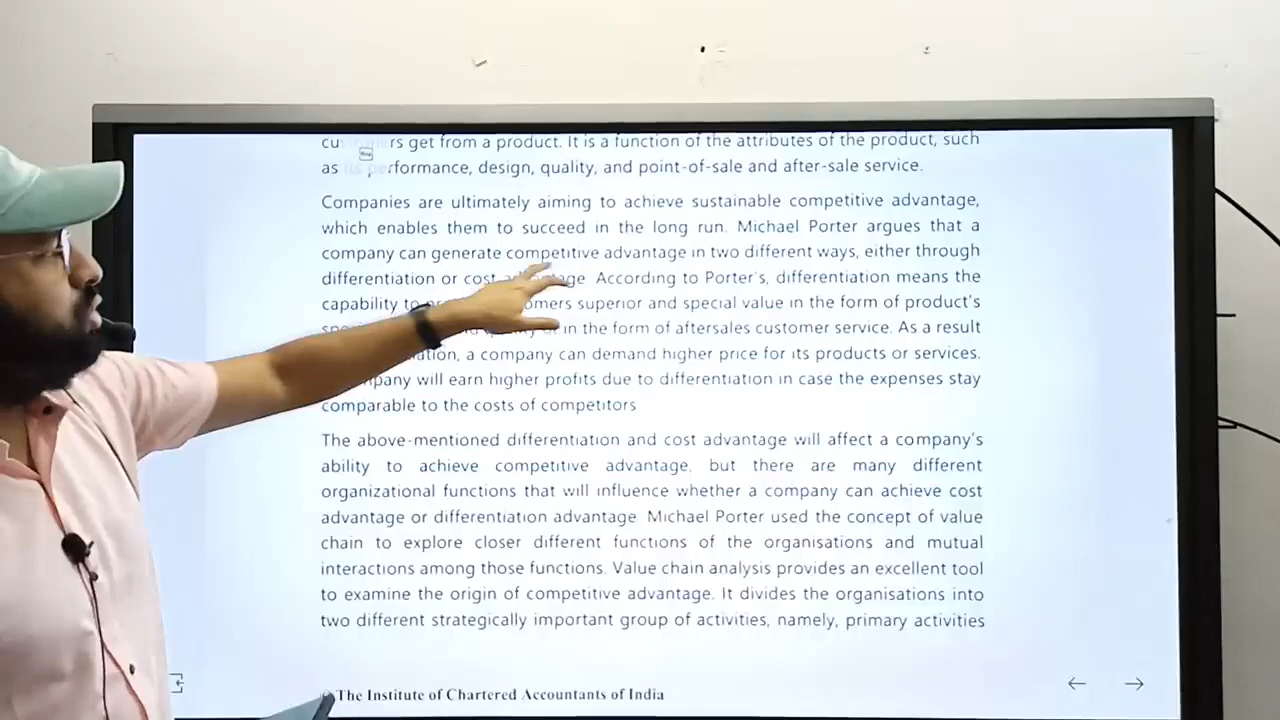 rs get from a product. It is a function of the attributes of the product, such
as its performance, design, quality, and point-of-sale and after-sale service.
Companies are ultimately aiming to achieve sustainable competitive advantage,
which enables them to succeed in the long run. Michael Porter argues that a
company can generate competitive advantage in two different ways, either through
differentiation or cost According to Porter's, differentiation means the
capability to superior and special value in the form of product's
in the form of aftersales customer service. As a result
a company can demand higher price for its products or services.
will earn higher profits due to differentiation in case the expenses stay
comparable to the costs of competitors
The above-mentioned differentiation and cost advantage will affect a company's
ability to achieve competitive advantage, but there are many different
organizational functions that will influence whether a company can achieve cost
advantage or differentiation advantage Michael Porter used the concept of value
chain to explore closer different functions of the organisations and mutual
interactions among those functions. Value chain analysis provides an excellent tool
to examine the origin of competitive advantage. It divides the organisations into
two different strategically important group of activities, namely, primary activities
The Institute of Chartered Accountants of India